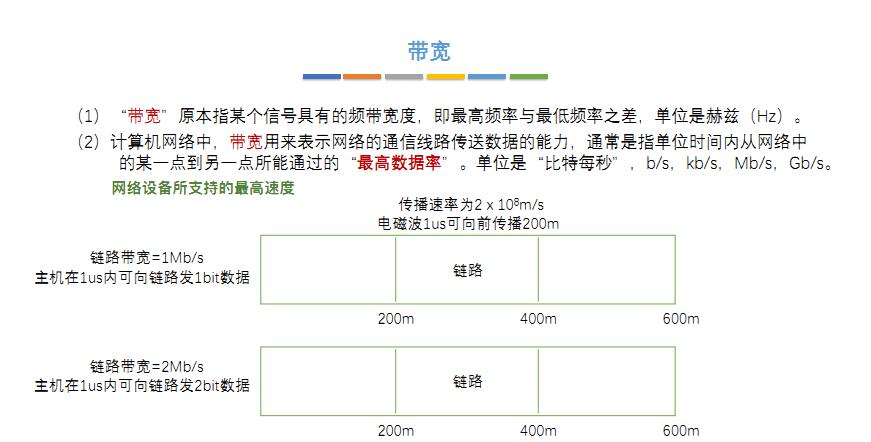 带宽
（1）“带宽”原本指某个信号具有的频带宽度，即最高频率与最低频率之差，单位是赫兹（Hz）。
（2）计算机网络中，带宽用来表示网络的通信线路传送数据的能力，通常是指单位时间内从网络中
的某一点到另一点所能通过的“最高数据率”。单位是“比特每秒”，b/s，kb/s，Mb/s，Gb/s。
网络设备所支持的最高速度
传播速率为2 x 10⁸m/s
电磁波1us可向前传播200m
链路带宽=1Mb/s
主机在1us内可向链路发1bit数据
链路
200m
400m
600m
链路带宽=2Mb/s
主机在1us内可向链路发2bit数据
链路
200m
400m
600m